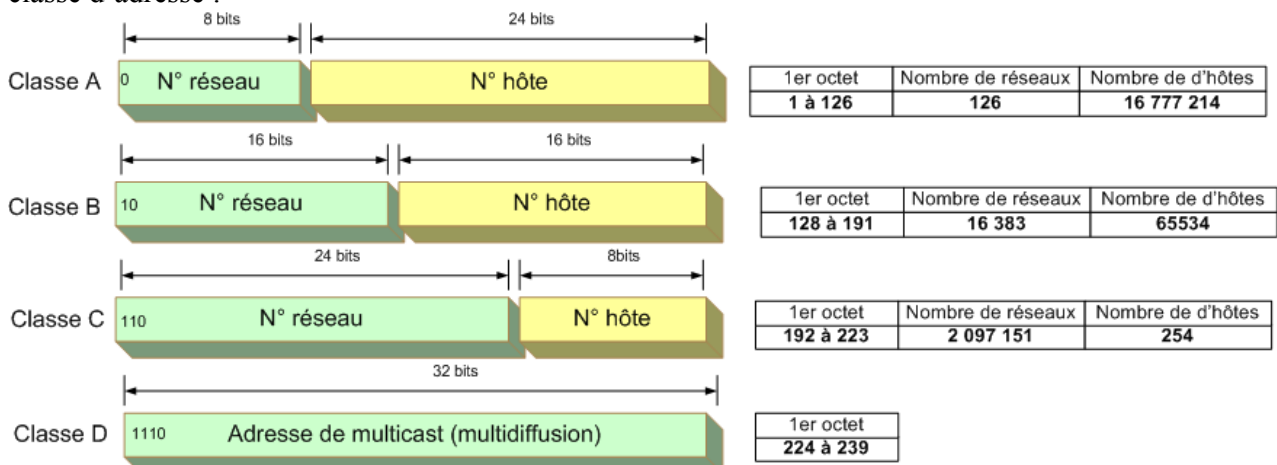 classe d'adresse :
8 bits
24 bits
Classe A
0
N° réseau
N° hôte
1er octet
Nombre de réseaux
Nombre de d'hôtes
1 à 126
126
16 777 214
16 bits
16 bits
Classe B
10
N° réseau
N° hôte
1er octet
Nombre de réseaux
Nombre de d'hôtes
128 à 191
16 383
65534
24 bits
8bits
Classe C
110
N° réseau
N° hôte
1er octet
Nombre de réseaux
Nombre de d'hôtes
192 à 223
2 097 151
254
32 bits
Classe D
1110
Adresse de multicast (multidiffusion)
1er octet
224 à 239